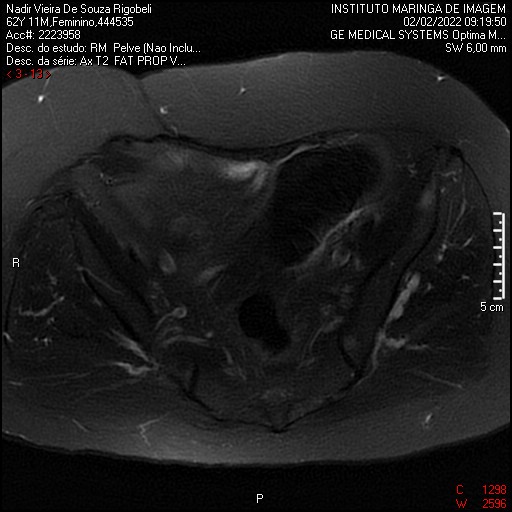 Nadir Vieira De Souza Rigobeli
62Y 11M,Feminino,444535
Acc#: 2223958
Desc. do estudo: RM  Pelve (Nao Inclu...
Desc. da série: Ax T2  FAT PROP V...
< 3 - 13 >
INSTITUTO MARINGA DE IMAGEM
02/02/2022 09:19:50
GE MEDICAL SYSTEMS Optima M...
SW 6,00 mm
R
5 cm
P
C 1298
W 2596